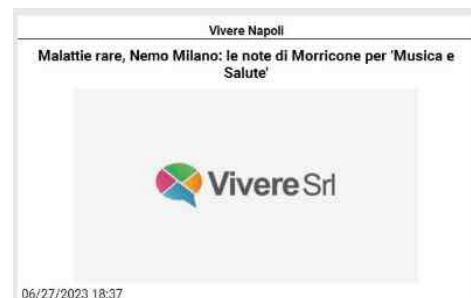 Vivere Napoli
Malattie rare, Nemo Milano: le note di Morricone per 'Musica e
Salute'
Vivere Srl
06/27/2023 18:37